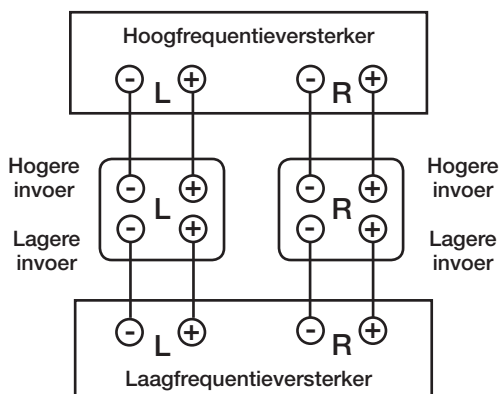 Hoogfrequentieversterker
- L + - R +
Hogere
invoer
- L + - R +
Hogere
invoer
Lagere
invoer
- + - +
Lagere
invoer
- L + - R +
Laagfrequentieversterker